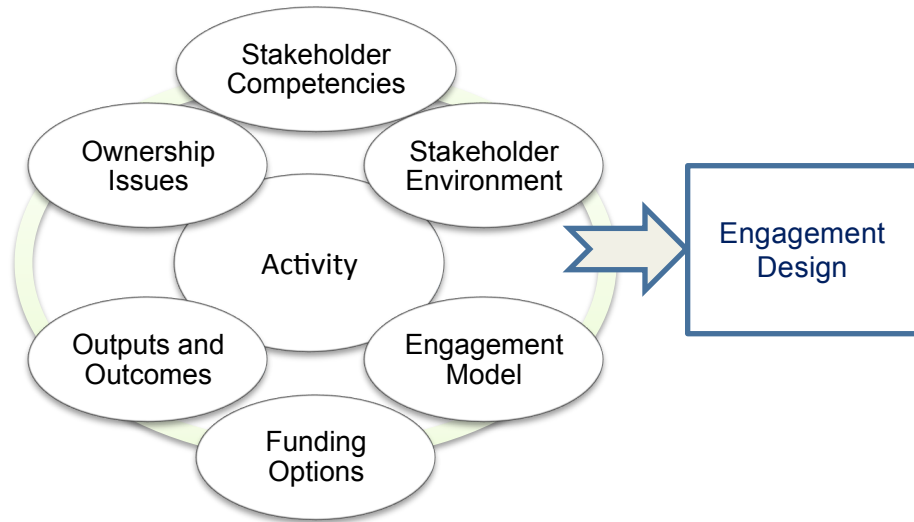 Stakeholder
Competencies
Ownership
Issues
Stakeholder
Environment
Activity
Engagement
Design
Outputs and
Outcomes
Engagement
Model
Funding
Options